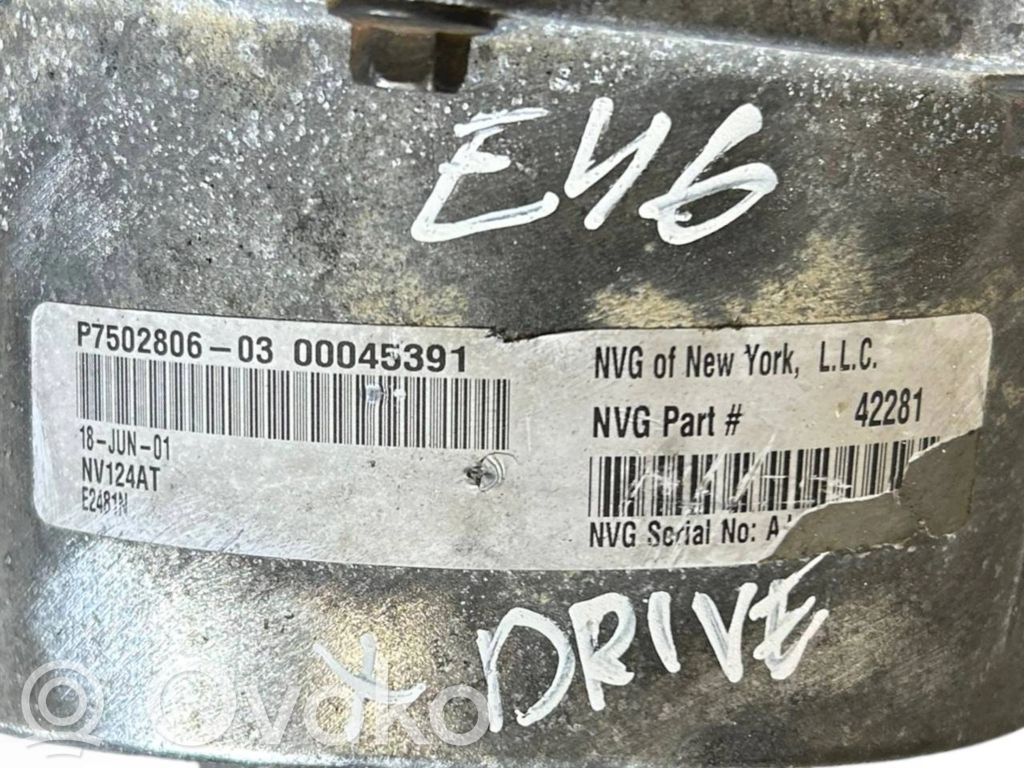 E46
P7502806-03 00045391
18-JUN-01
NV124AT
E2481N
NVG of New York, L.L.C.
NVG Part # 42281
NVG Serial No: A
X DRIVE
Ovoko